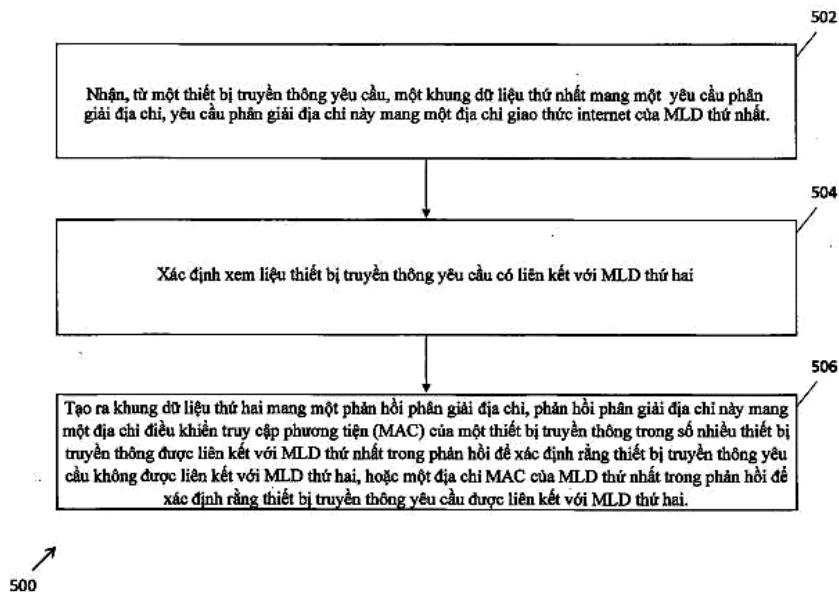 502
Nhận, từ một thiết bị truyền thông yêu cầu, một khung dữ liệu thứ nhất mang một yêu cầu phân
giải địa chỉ, yêu cầu phân giải địa chỉ này mang một địa chỉ giao thức internet của MLD thứ nhất.
504
Xác định xem liệu thiết bị truyền thông yêu cầu có liên kết với MLD thứ hai
506
Tạo ra khung dữ liệu thứ hai mang một phản hồi phân giải địa chỉ, phản hồi phân giải địa chỉ này mang
một địa chỉ điều khiển truy cập phương tiện (MAC) của một thiết bị truyền thông trong số nhiều thiết bị
truyền thông được liên kết với MLD thứ nhất trong phản hồi để xác định rằng thiết bị truyền thông yêu
cầu không được liên kết với MLD thứ hai, hoặc một địa chỉ MAC của MLD thứ nhất trong phản hồi để
xác định rằng thiết bị truyền thông yêu cầu được liên kết với MLD thứ hai.
500